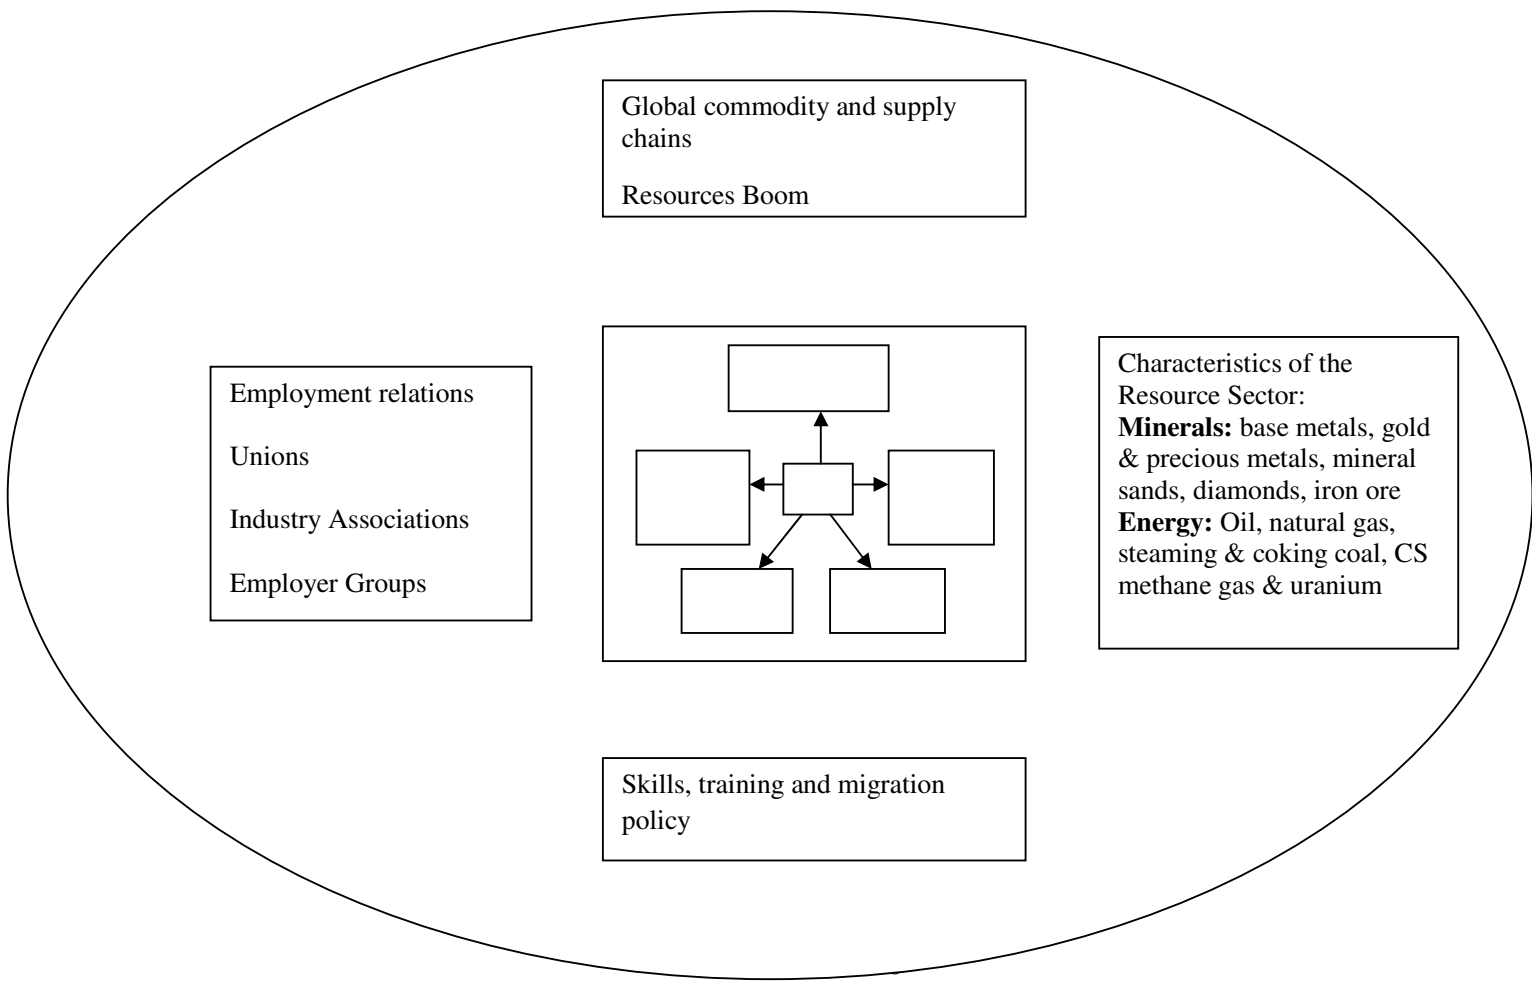 Global commodity and supply
chains
Resources Boom
Employment relations
Unions
Industry Associations
Employer Groups
Characteristics of the
Resource Sector:
Minerals: base metals, gold
& precious metals, mineral
sands, diamonds, iron ore
Energy: Oil, natural gas,
steaming & coking coal, CS
methane gas & uranium
Skills, training and migration
policy